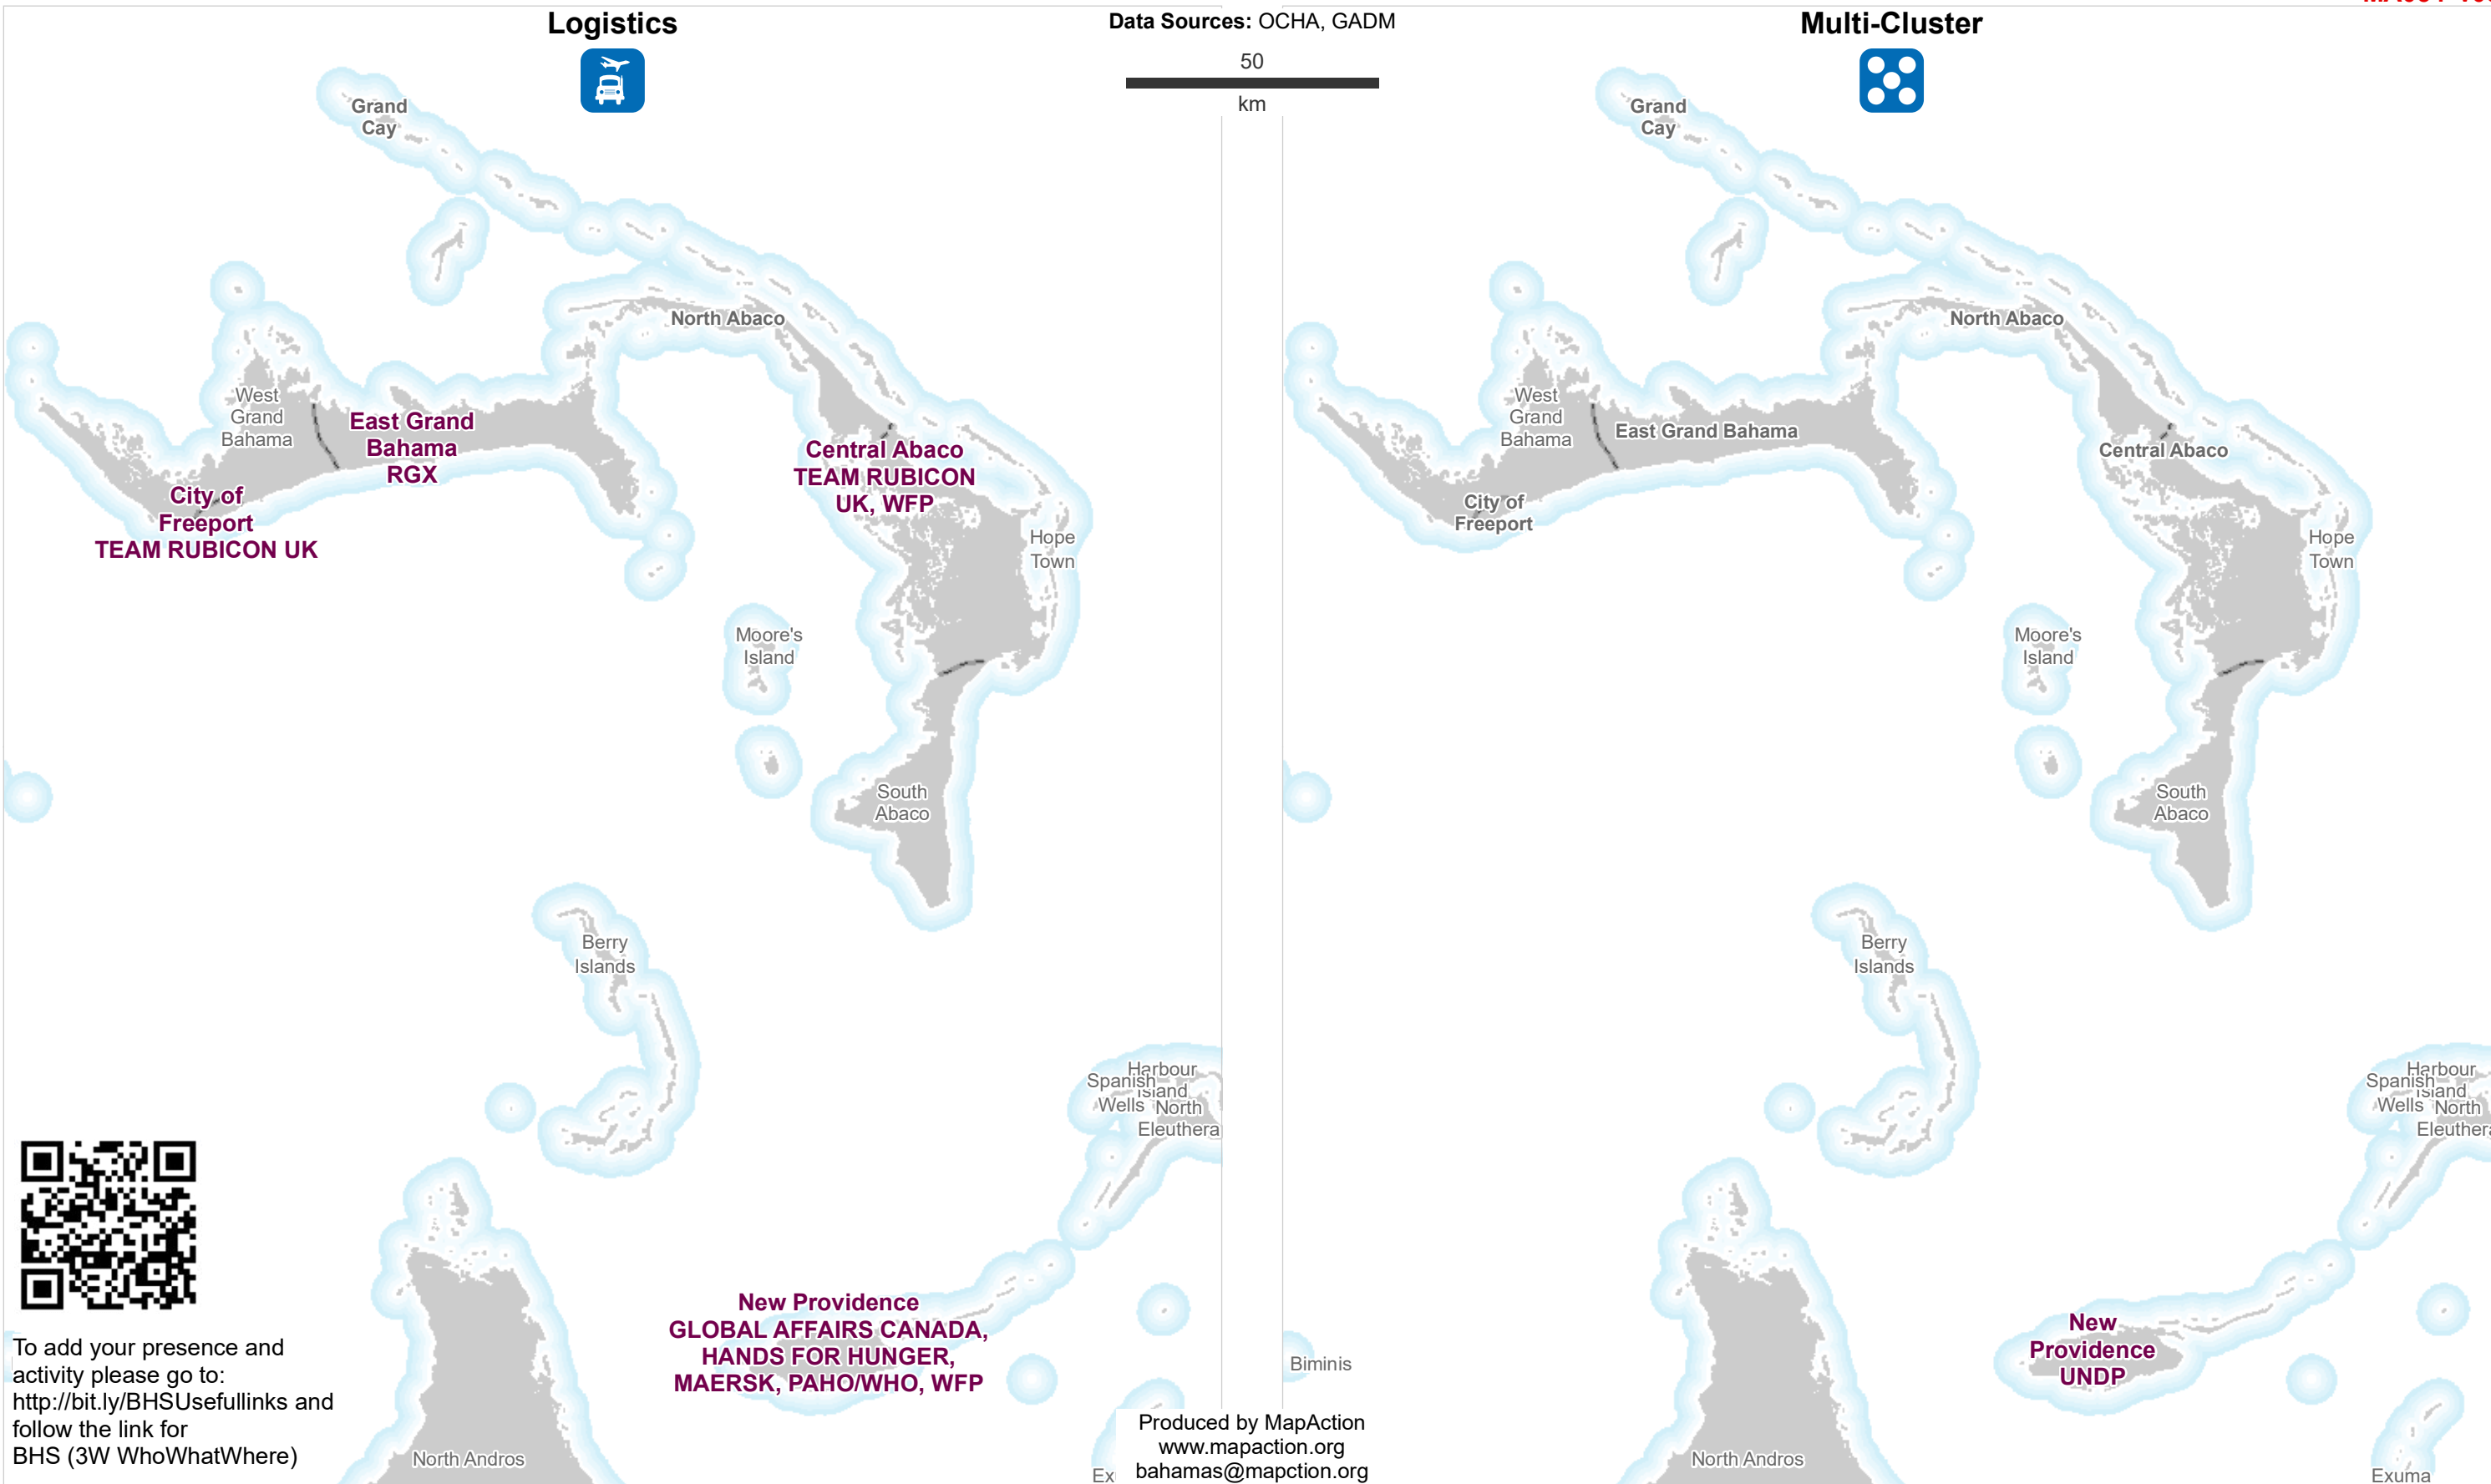 Logistics
Data Sources: OCHA, GADM
50
km
Multi-Cluster
Grand
Cay
North Abaco
West
Grand
Bahama
East Grand
Bahama
RGX
City of
Freeport
TEAM RUBICON UK
Central Abaco
TEAM RUBICON
UK, WFP
Hope
Town
Moore's
Island
South
Abaco
Berry
Islands
Harbour
Island
Spanish
Wells
North
Eleuthera
New Providence
GLOBAL AFFAIRS CANADA,
HANDS FOR HUNGER,
MAERSK, PAHO/WHO, WFP
North Andros
To add your presence and
activity please go to:
http://bit.ly/BHSUsefullinks and
follow the link for
BHS (3W WhoWhatWhere)
Produced by MapAction
www.mapaction.org
bahamas@mapction.org
Grand
Cay
North Abaco
West
Grand
Bahama
East Grand Bahama
City of
Freeport
Central Abaco
Hope
Town
Moore's
Island
South
Abaco
Berry
Islands
Harbour
Island
Spanish
Wells
North
Eleuthera
Biminis
New
Providence
UNDP
North Andros
Exuma